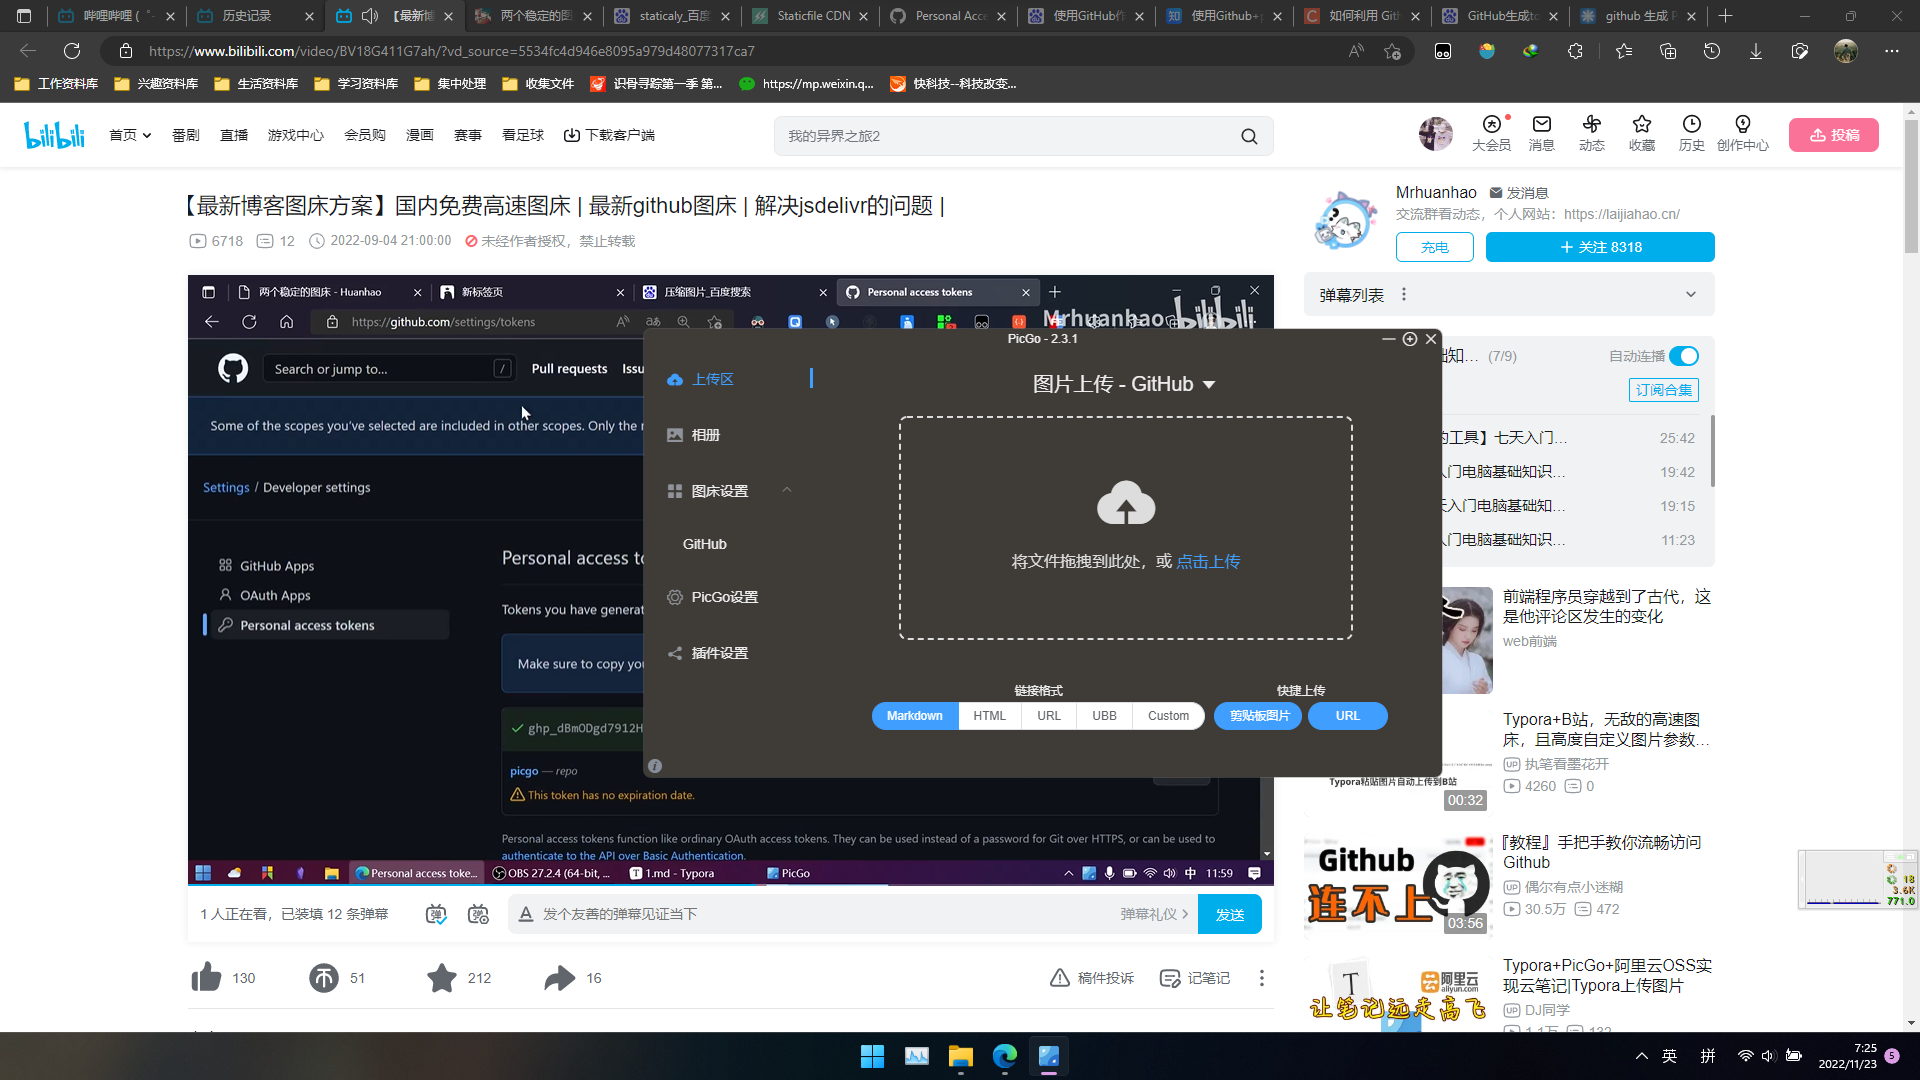 哔哩哔哩 (゜-
历史记录
【最新博
两个稳定的图
staticaly_百度
Staticfile CDN
Personal Acce
使用GitHub作
使用Github+p
如何利用 Gith
GitHub生成to
github 生成 P
https://www.bilibili.com/video/BV18G411G7ah/?vd_source=5534fc4d946e8095a979d48077317ca7
工作资料库
兴趣资料库
生活资料库
学习资料库
集中处理
收集文件
识骨寻踪第一季 第...
https://mp.weixin.q...
快科技--科技改变...
bilibili
首页
番剧
直播
游戏中心
会员购
漫画
赛事
看足球
下载客户端
我的异界之旅2
大会员
消息
动态
收藏
历史
创作中心
投稿
【最新博客图床方案】国内免费高速图床 | 最新github图床 | 解决jsdelivr的问题 |
6718
12
2022-09-04 21:00:00
未经作者授权，禁止转载
Mrhuanhao
发消息
交流群看动态，个人网站：https://laijiahao.cn/
充电
+ 关注 8318
弹幕列表
两个稳定的图床 - Huanhao
新标签页
压缩图片_百度搜索
Personal access tokens
https://github.com/settings/tokens
Mrhuanhao bilibili
Search or jump to...
/
Pull requests
Issu
Some of the scopes you've selected are included in other scopes. Only the r
Settings / Developer settings
GitHub Apps
OAuth Apps
Personal access tokens
Personal access to
Tokens you have generat
Make sure to copy you
ghp_dBmODgd7912H
picgo — repo
This token has no expiration date.
Personal access tokens function like ordinary OAuth access tokens. They can be used instead of a password for Git over HTTPS, or can be used to
authenticate to the API over Basic Authentication.
Personal access toke...
OBS 27.2.4 (64-bit, ...
1.md - Typora
PicGo
中
11:59
PicGo - 2.3.1
上传区
相册
图床设置
GitHub
PicGo设置
插件设置
图片上传 - GitHub
将文件拖拽到此处，或 点击上传
链接格式
快捷上传
Markdown
HTML
URL
UBB
Custom
剪贴板图片
URL
础知... (7/9)
自动连播
订阅合集
的工具】七天入门...
25:42
入门电脑基础知识...
19:42
天入门电脑基础知...
19:15
入门电脑基础知识...
11:23
前端程序员穿越到了古代，这
是他评论区发生的变化
web前端
Typora粘贴图片自动上传到B站
00:32
Typora+B站，无敌的高速图
床，且高度自定义图片参数...
执笔看墨花开
4260
0
Github
连不上
03:56
『教程』手把手教你流畅访问
Github
偶尔有点小迷糊
30.5万
472
T
阿里云
aliyun.com
让笔记远走高飞
Typora+PicGo+阿里云OSS实
现云笔记|Typora上传图片
DJ同学
1.1万
132
18
3.6K
771.0
1 人正在看，已装填 12 条弹幕
发个友善的弹幕见证当下
弹幕礼仪
发送
130
51
212
16
稿件投诉
记笔记
英
拼
7:25
2022/11/23
5